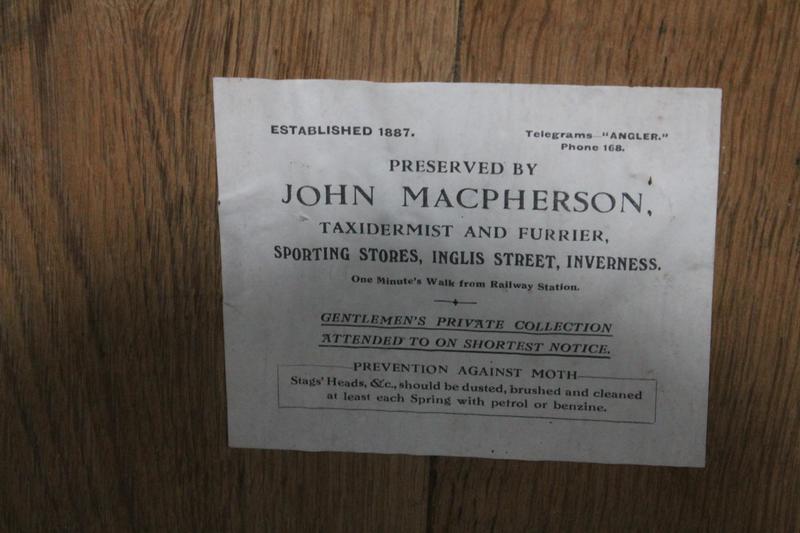 ESTABLISHED 1887.
Telegrams—"ANGLER."
Phone 168.
PRESERVED BY
JOHN MACPHERSON,
TAXIDERMIST AND FURRIER,
SPORTING STORES, INGLIS STREET, INVERNESS.
One Minute's Walk from Railway Station.
GENTLEMEN'S PRIVATE COLLECTION
ATTENDED TO ON SHORTEST NOTICE.
PREVENTION AGAINST MOTH
Stags' Heads, &c., should be dusted, brushed and cleaned
at least each Spring with petrol or benzine.